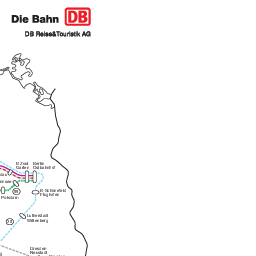 Die Bahn DB
DB Reise&Touristik AG
B.Zool. Berlin
Garten Ostbahnhof
B-Schönefeld
Flughafen
Potsdam
Lutherstadt
Wittenberg
Dresden-
Neustadt